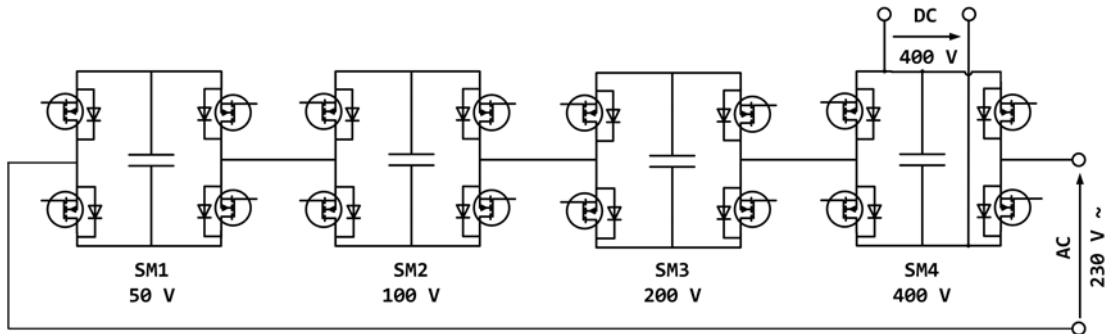 DC
400 V
SM1
50 V
SM2
100 V
SM3
200 V
SM4
400 V
AC
230 V ~